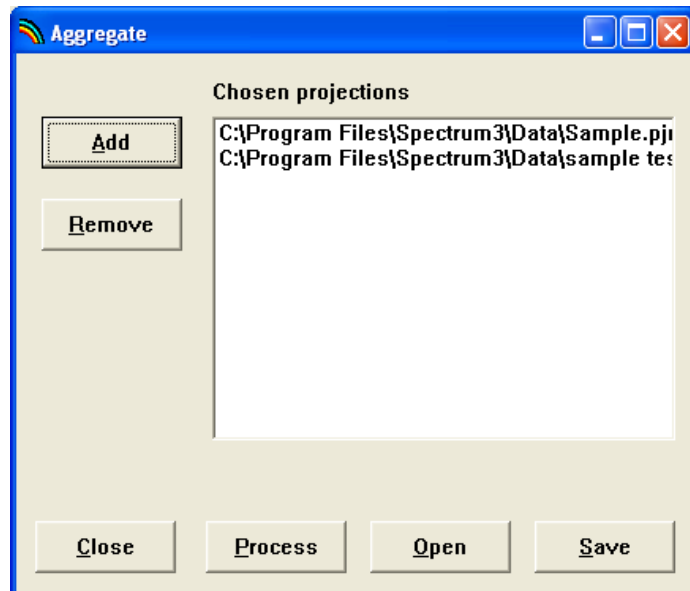 Aggregate
Chosen projections
Add
C:\Program Files\Spectrum3\Data\Sample.pj
C:\Program Files\Spectrum3\Data\sample tes
Remove
Close Process Open Save